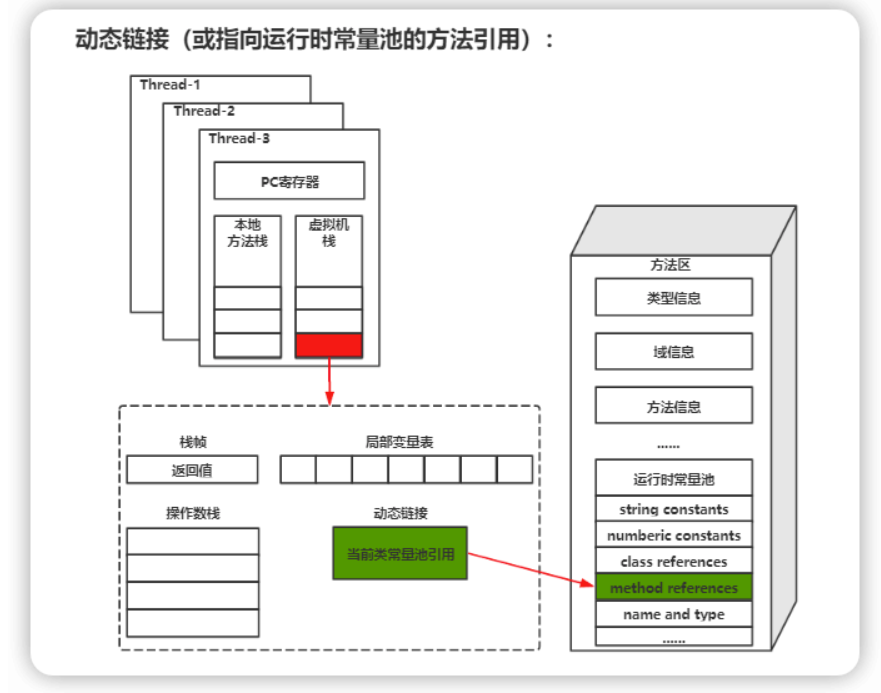 动态链接（或指向运行时常量池的方法引用）：
Thread-1
Thread-2
Thread-3
PC寄存器
本地
方法栈
虚拟机
栈
栈帧
返回值
局部变量表
操作数栈
动态链接
当前类常量池引用
方法区
类型信息
域信息
方法信息
......
运行时常量池
string constants
numberic constants
class references
method references
name and type
......